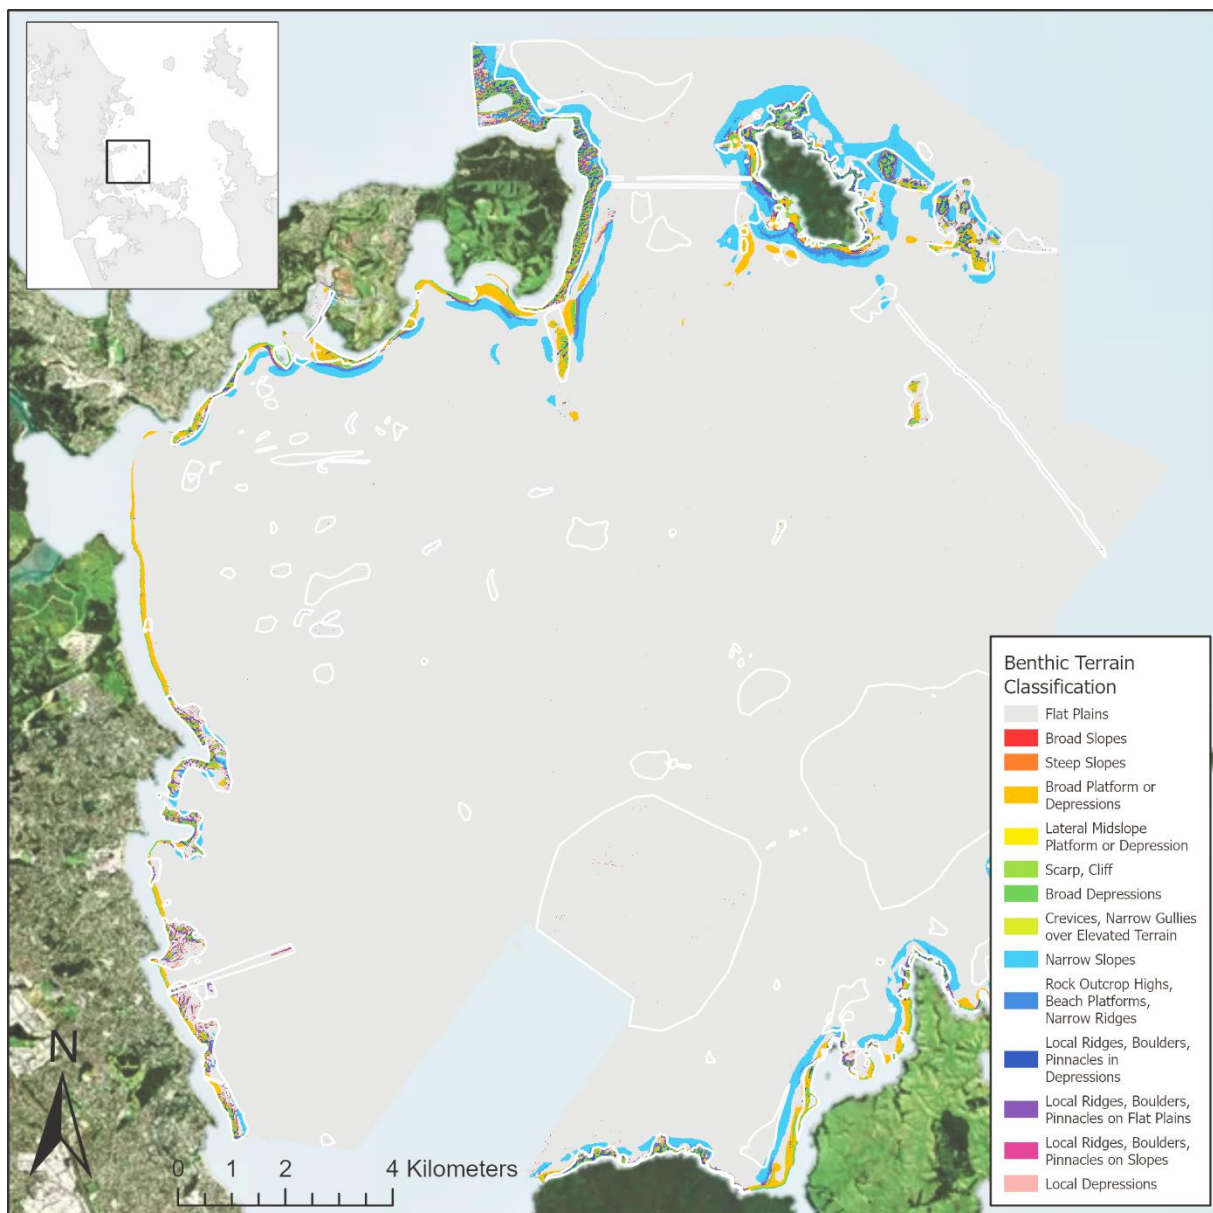 Benthic Terrain
Classification
Flat Plains
Broad Slopes
Steep Slopes
Broad Platform or
Depressions
Lateral Midslope
Platform or Depression
Scarp, Cliff
Broad Depressions
Crevices, Narrow Gullies
over Elevated Terrain
Narrow Slopes
Rock Outcrop Highs,
Beach Platforms,
Narrow Ridges
Local Ridges, Boulders,
Pinnacles in
Depressions
Local Ridges, Boulders,
Pinnacles on Flat Plains
Local Ridges, Boulders,
Pinnacles on Slopes
Local Depressions
N
0 1 2 4 Kilometers